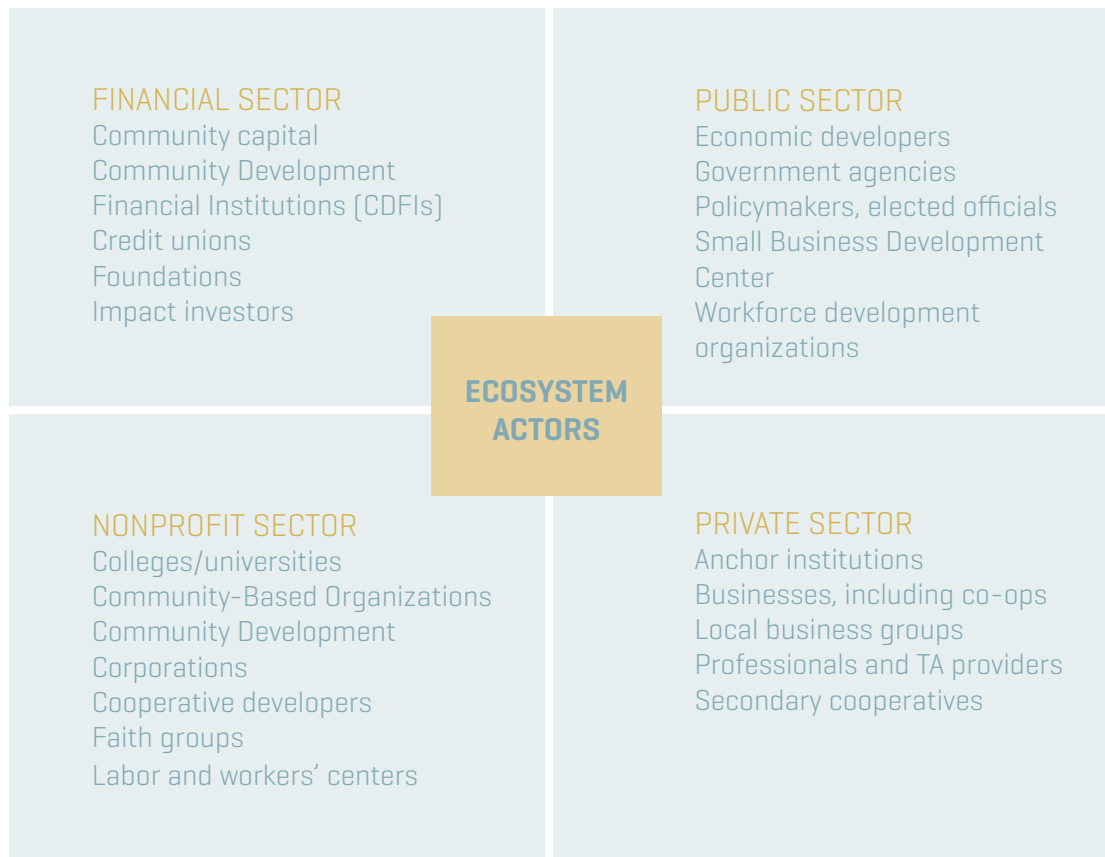 FINANCIAL SECTOR
Community capital
Community Development
Financial Institutions (CDFIs)
Credit unions
Foundations
Impact investors
PUBLIC SECTOR
Economic developers
Government agencies
Policymakers, elected officials
Small Business Development
Center
Workforce development
organizations
ECOSYSTEM
ACTORS
NONPROFIT SECTOR
Colleges/universities
Community-Based Organizations
Community Development
Corporations
Cooperative developers
Faith groups
Labor and workers’ centers
PRIVATE SECTOR
Anchor institutions
Businesses, including co-ops
Local business groups
Professionals and TA providers
Secondary cooperatives